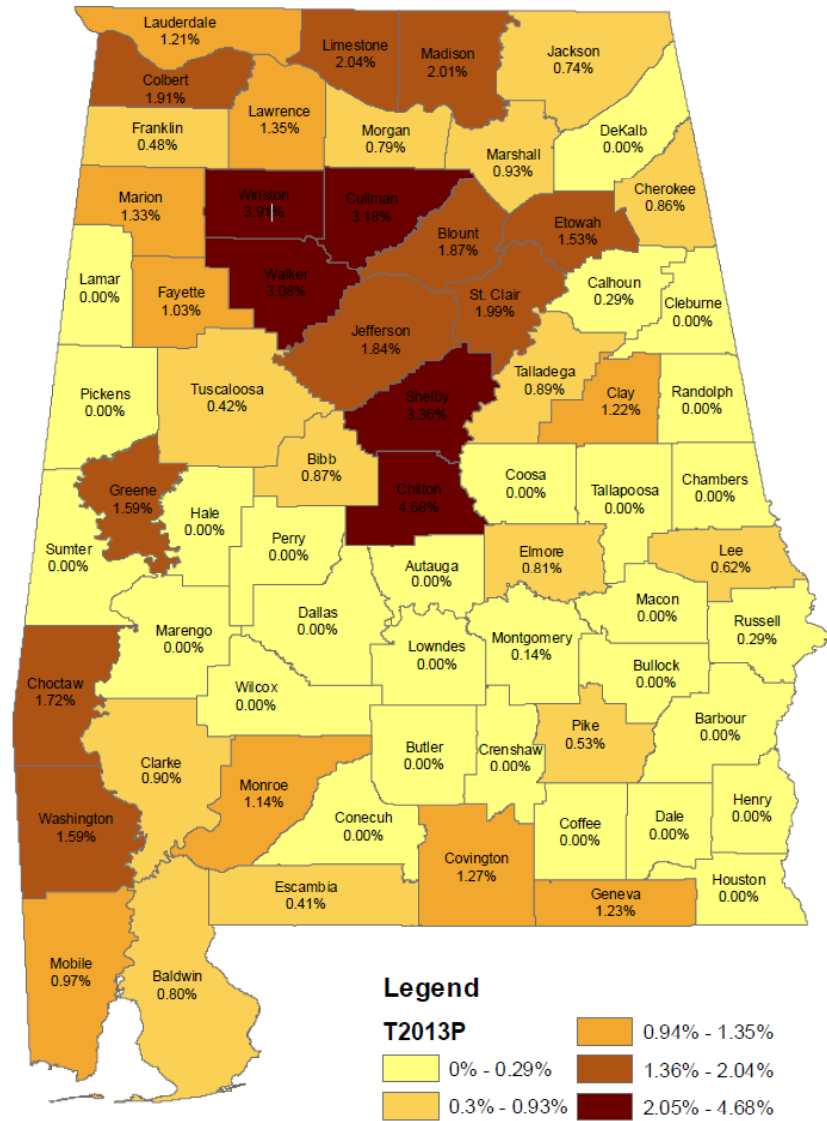 Lauderdale
1.21%
Limestone
2.04%
Madison
2.01%
Jackson
0.74%
Colbert
1.91%
Lawrence
1.35%
Franklin
0.48%
Morgan
0.79%
Marshall
0.93%
DeKalb
0.00%
Cherokee
0.86%
Marion
1.33%
Winston
3.91%
Cullman
3.18%
Blount
1.87%
Etowah
1.53%
Lamar
0.00%
Fayette
1.03%
Walker
3.08%
St. Clair
1.99%
Calhoun
0.29%
Cleburne
0.00%
Jefferson
1.84%
Pickens
0.00%
Tuscaloosa
0.42%
Shelby
3.36%
Talladega
0.89%
Clay
1.22%
Randolph
0.00%
Greene
1.59%
Hale
0.00%
Bibb
0.87%
Chilton
4.68%
Coosa
0.00%
Tallapoosa
0.00%
Chambers
0.00%
Sumter
0.00%
Perry
0.00%
Autauga
0.00%
Elmore
0.81%
Lee
0.62%
Marengo
0.00%
Dallas
0.00%
Lowndes
0.00%
Montgomery
0.14%
Macon
0.00%
Russell
0.29%
Choctaw
1.72%
Wilcox
0.00%
Bullock
0.00%
Clarke
0.90%
Butler
0.00%
Crenshaw
0.00%
Pike
0.53%
Barbour
0.00%
Washington
1.59%
Monroe
1.14%
Conecuh
0.00%
Covington
1.27%
Coffee
0.00%
Dale
0.00%
Henry
0.00%
Escambia
0.41%
Geneva
1.23%
Houston
0.00%
Mobile
0.97%
Baldwin
0.80%
Legend
T2013P
0% - 0.29%
0.3% - 0.93%
0.94% - 1.35%
1.36% - 2.04%
2.05% - 4.68%